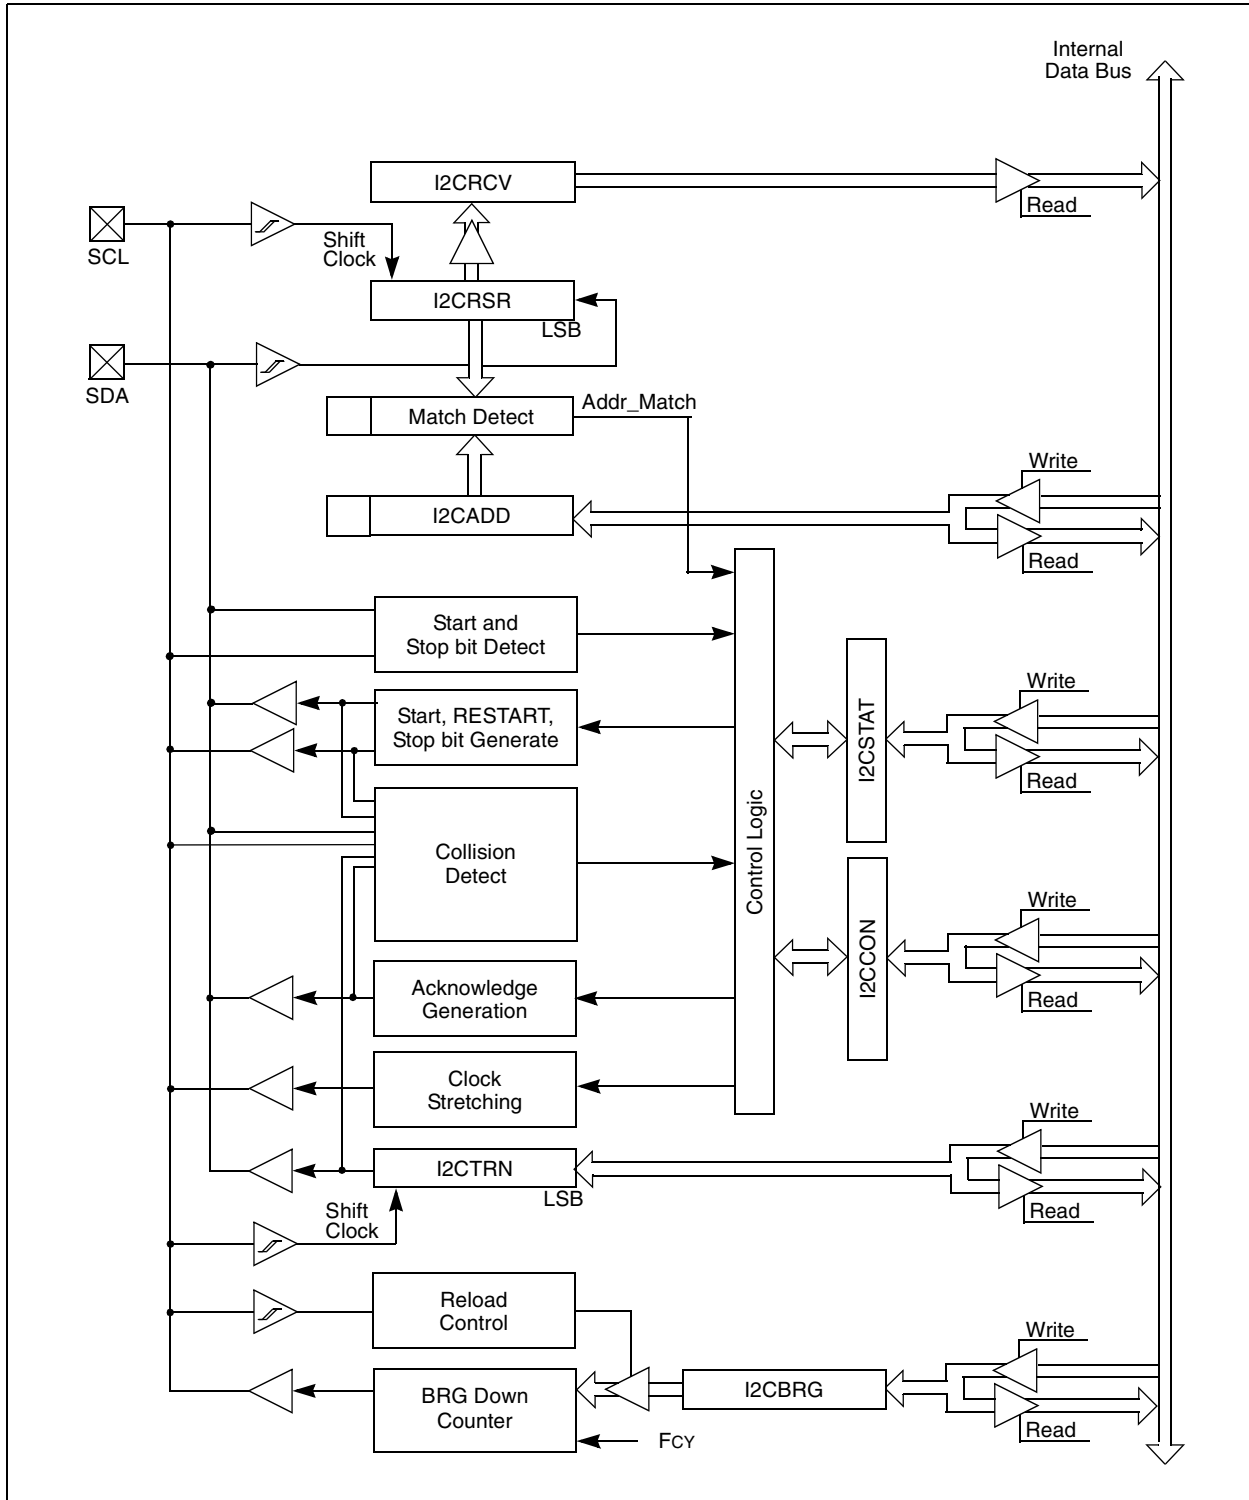 Internal
Data Bus
I2CRCV
Read
SCL
Shift
Clock
I2CRSR
LSB
SDA
Addr_Match
Match Detect
Write
I2CADD
Read
Start and
Stop bit Detect
Write
Start, RESTART,
Stop bit Generate
I2CSTAT
Read
Control Logic
Collision
Detect
Write
I2CCON
Acknowledge
Generation
Read
Clock
Stretching
Write
I2CTRN
LSB
Read
Shift
Clock
Reload
Control
Write
BRG Down
Counter
I2CBRG
Read
FCY